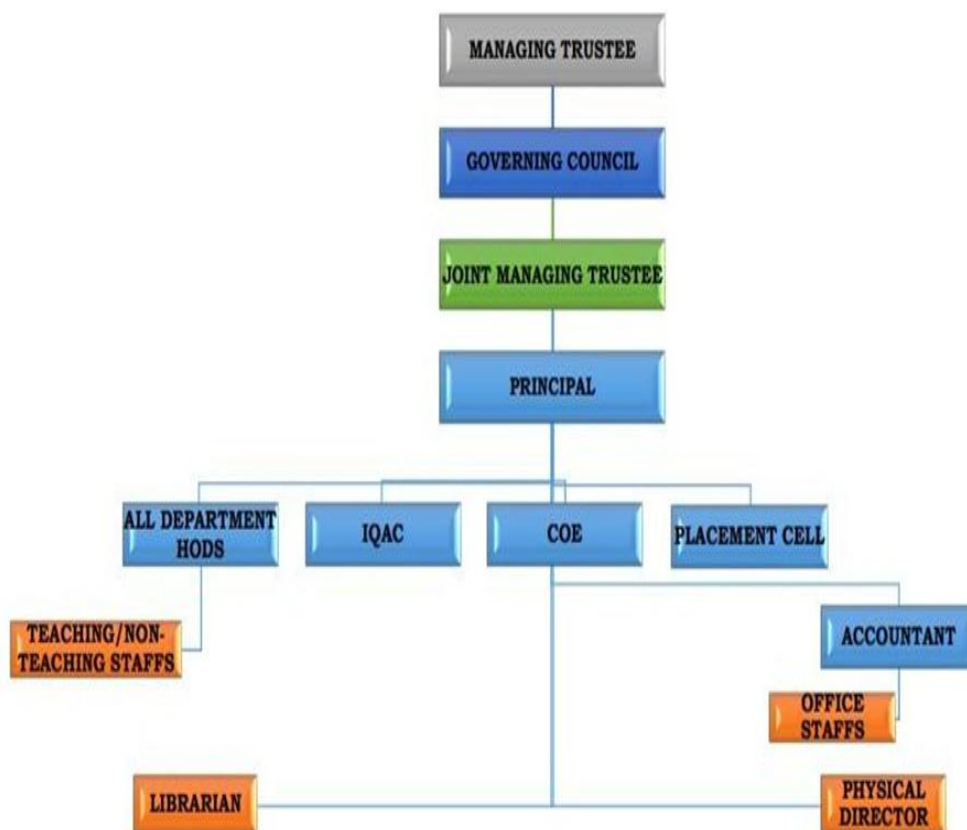 MANAGING TRUSTEE
GOVERNING COUNCIL
JOINT MANAGING TRUSTEE
PRINCIPAL
ALL DEPARTMENT
HODS
IQAC
COE
PLACEMENT CELL
TEACHING/NON-
TEACHING STAFFS
ACCOUNTANT
OFFICE
STAFFS
LIBRARIAN
PHYSICAL
DIRECTOR